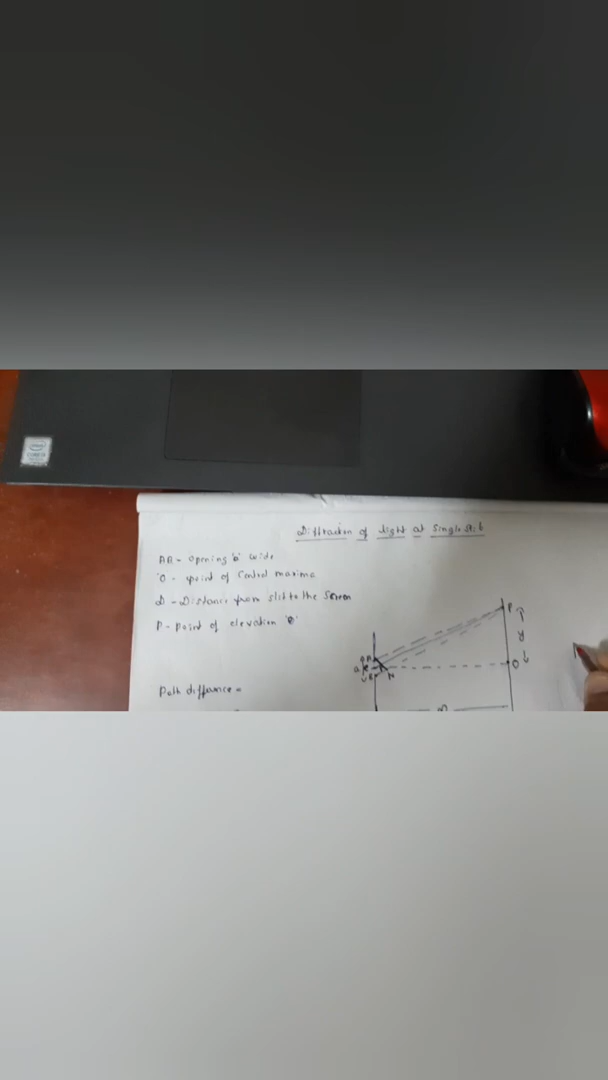 Diffraction of light at Single slit
AB - opening 'a' wide
'O' - point of Central maxima
D - Distance from slit to the Screen
P - point of elevation 'θ'
P
y
a
A
B
N
O
D
Path diffarance =